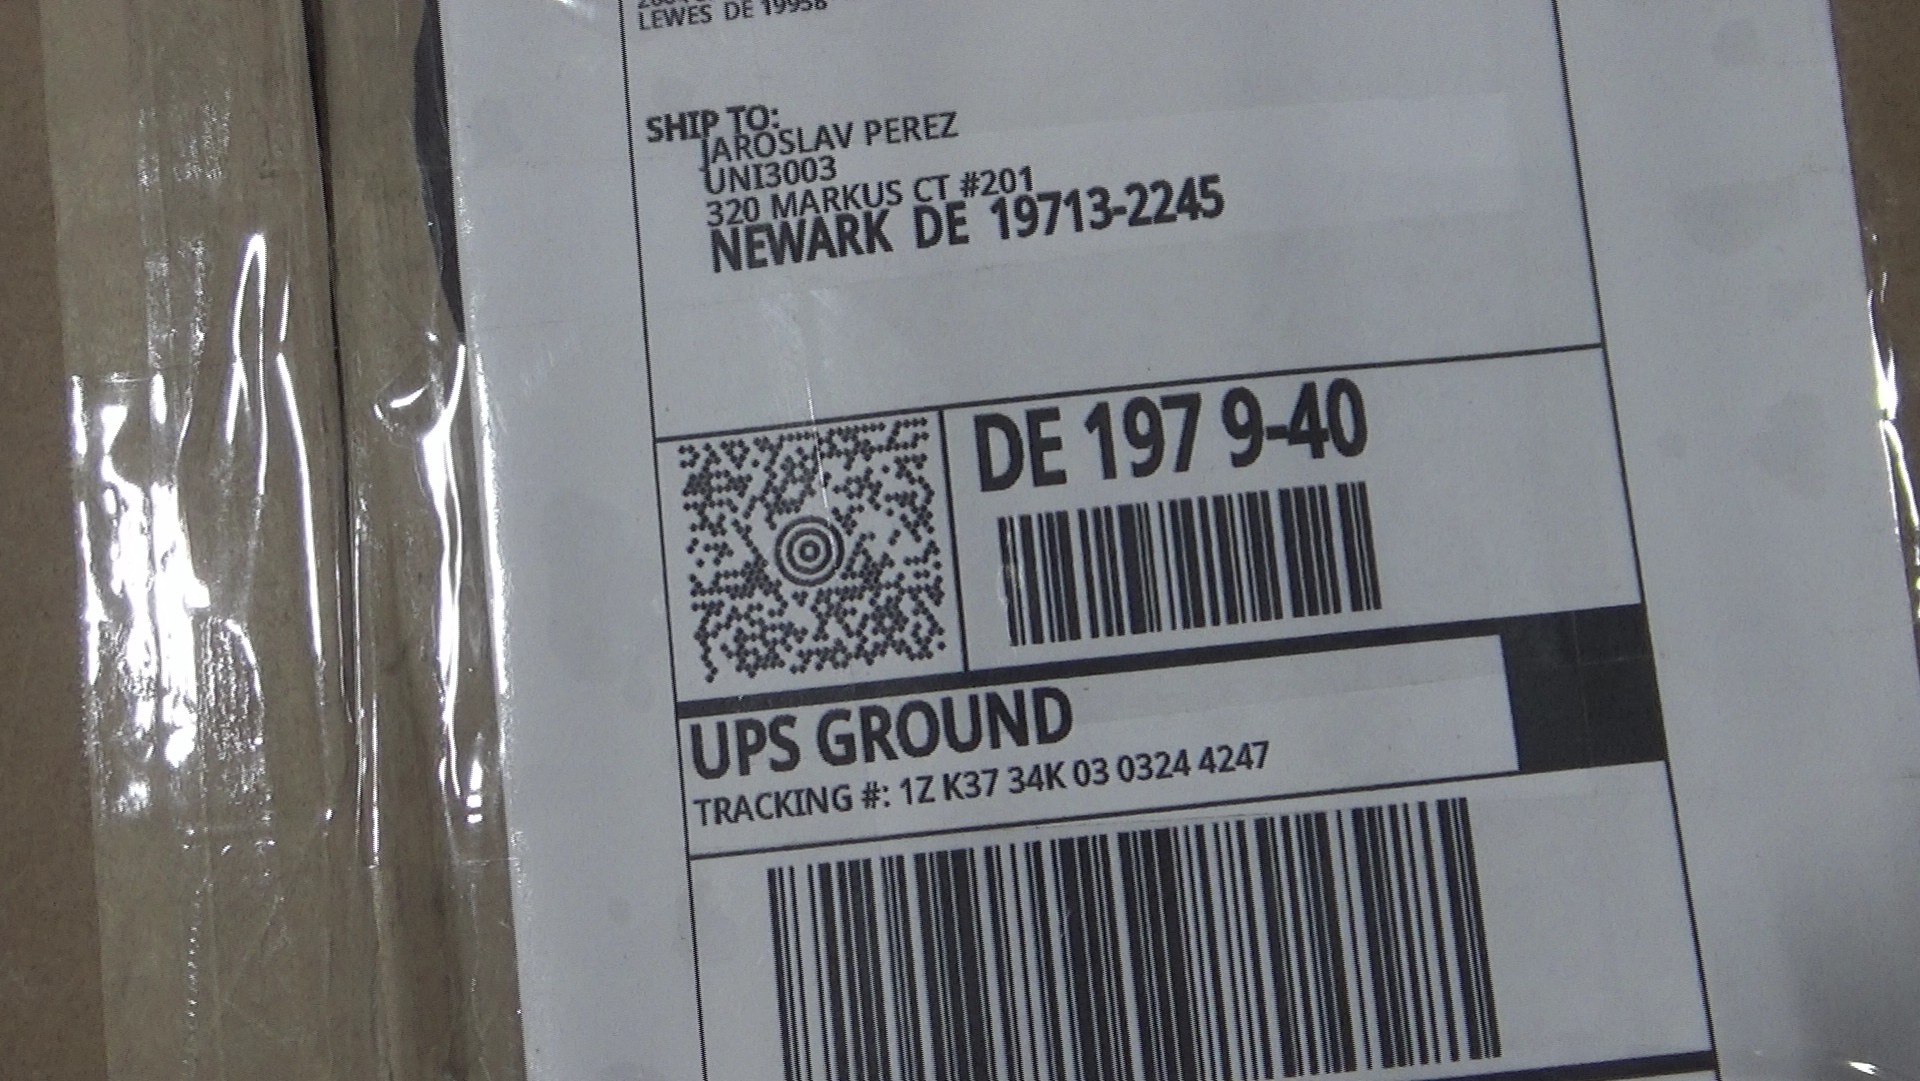 LEWES DE 19958
SHIP TO:
JAROSLAV PEREZ
UNI3003
320 MARKUS CT #201
NEWARK DE 19713-2245
DE 197 9-40
UPS GROUND
TRACKING #: 1Z K37 34K 03 0324 4247